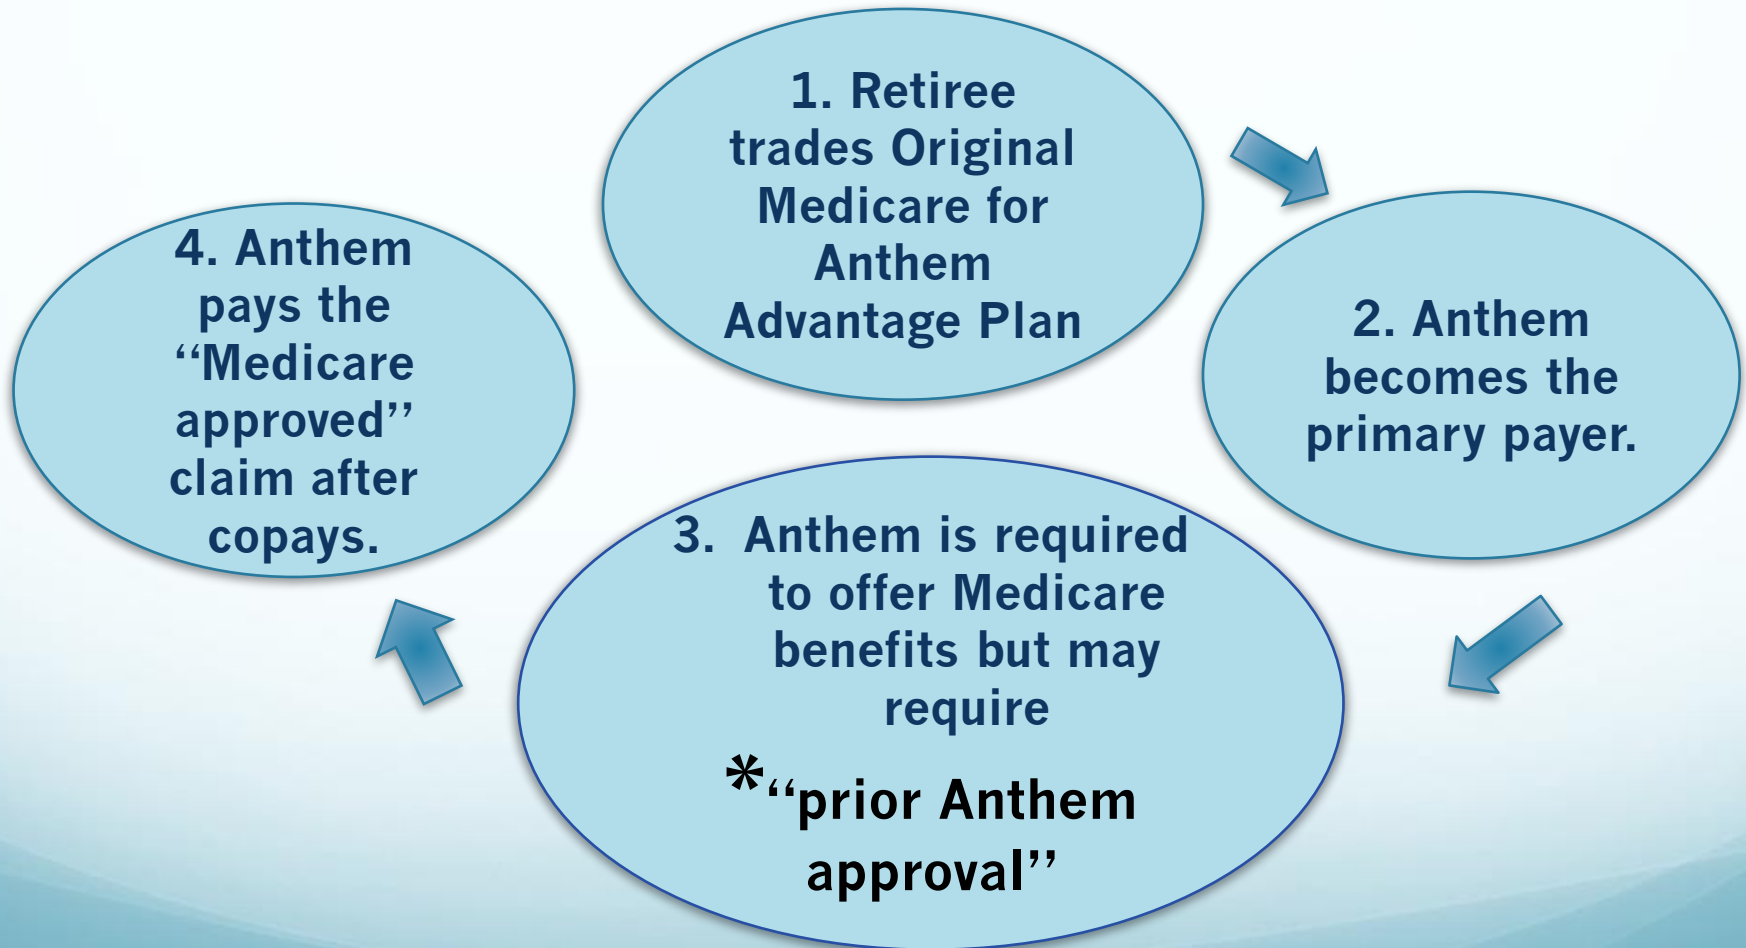 1. Retiree
trades Original
Medicare for
Anthem
Advantage Plan
2. Anthem
becomes the
primary payer.
3. Anthem is required
to offer Medicare
benefits but may
require
*“prior Anthem
approval”
4. Anthem
pays the
“Medicare
approved”
claim after
copays.